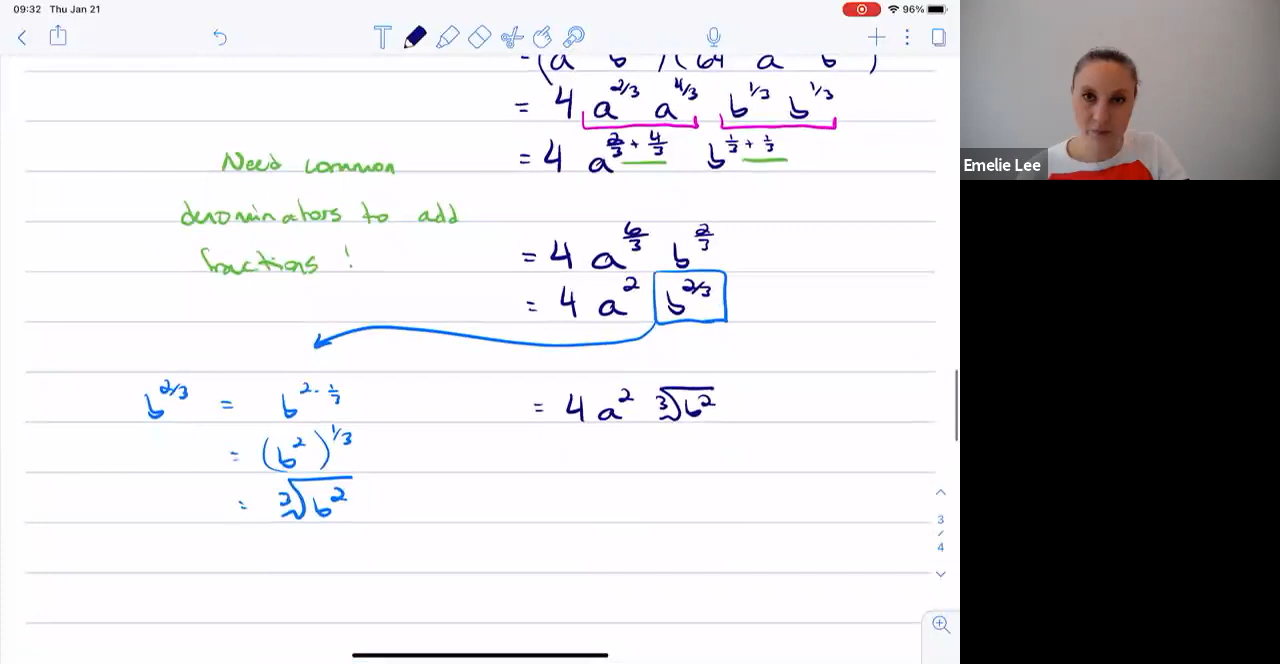 09:32 Thu Jan 21
96%
= (a b )(64 a b )
= 4 a^2/3 a^4/3 b^1/3 b^1/3
= 4 a^2/3 + 4/3 b^1/3 + 1/3
Need common
denominators to add
fractions !
= 4 a^6/3 b^2/3
= 4 a^2 b^2/3
b^2/3 = b^2 · 1/3
= (b^2)^1/3
= ∛b^2
= 4 a^2 ∛b^2
3
/
4
Emelie Lee